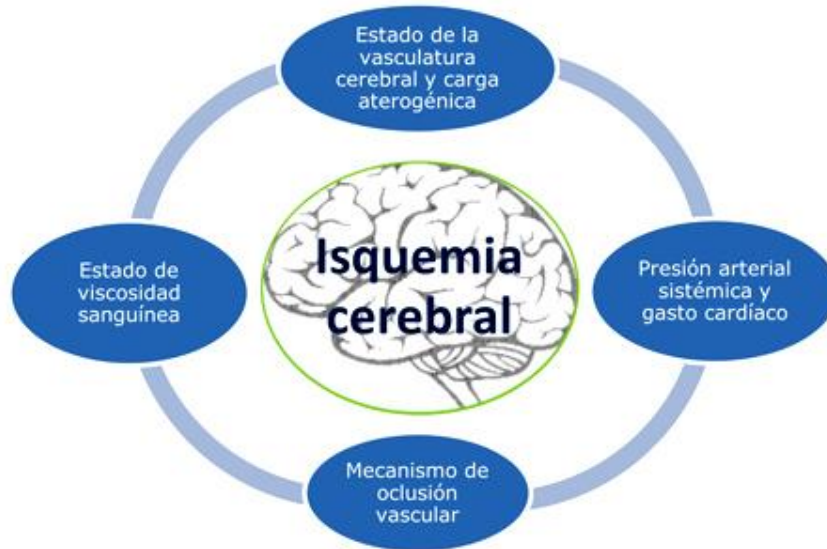 Estado de la
vasculatura
cerebral y carga
aterogénica
Isquemia
cerebral
Estado de
viscosidad
sanguínea
Presión arterial
sistémica y
gasto cardíaco
Mecanismo de
oclusión
vascular